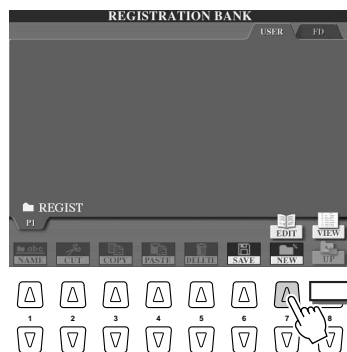 REGISTRATION BANK
USER FD
REGIST
P1
EDIT VIEW
abc
NAME CUT COPY PASTE DELETE SAVE NEW UP
1 2 3 4 5 6 7 8